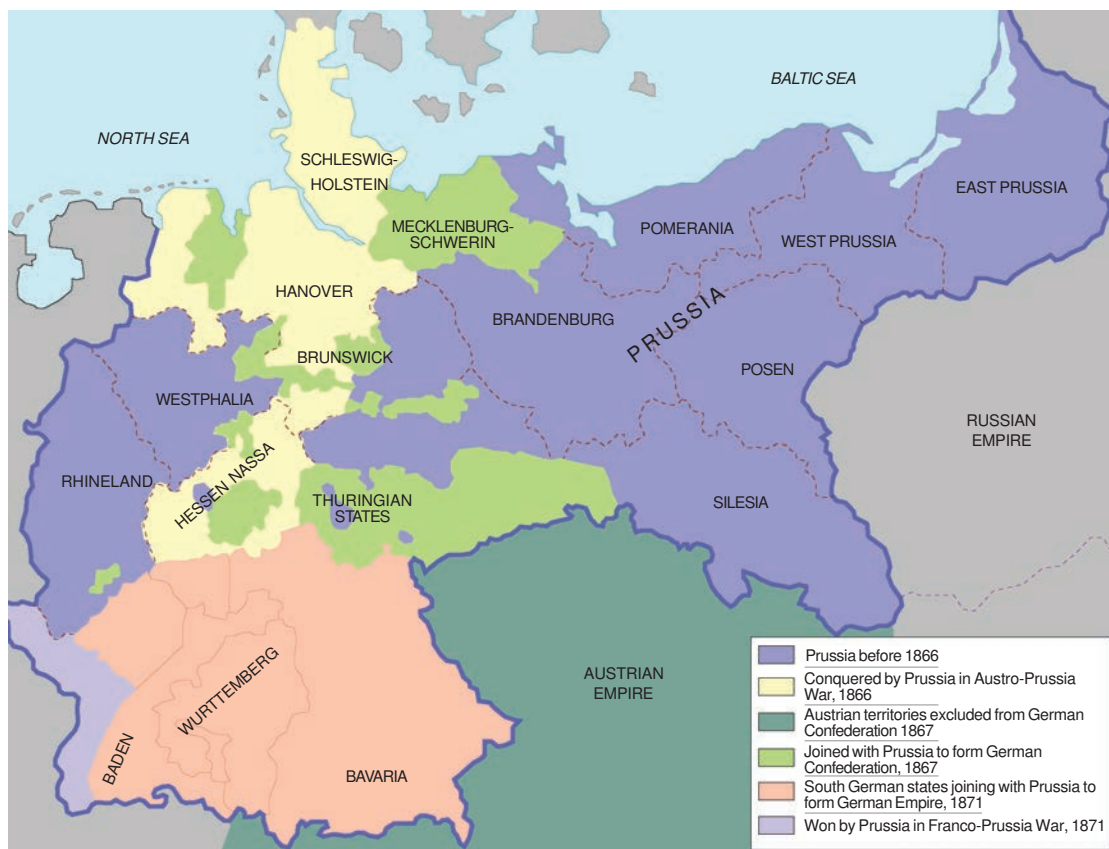 BALTIC SEA
NORTH SEA
SCHLESWIG-
HOLSTEIN
EAST PRUSSIA
MECKLENBURG-
SCHWERIN
POMERANIA
WEST PRUSSIA
HANOVER
BRANDENBURG
PRUSSIA
BRUNSWICK
POSEN
WESTPHALIA
RUSSIAN
EMPIRE
RHINELAND
HESSEN NASSA
THURINGIAN
STATES
SILESIA
AUSTRIAN
EMPIRE
WURTTEMBERG
BADEN
BAVARIA
Prussia before 1866
Conquered by Prussia in Austro-Prussia
War, 1866
Austrian territories excluded from German
Confederation 1867
Joined with Prussia to form German
Confederation, 1867
South German states joining with Prussia to
form German Empire, 1871
Won by Prussia in Franco-Prussia War, 1871